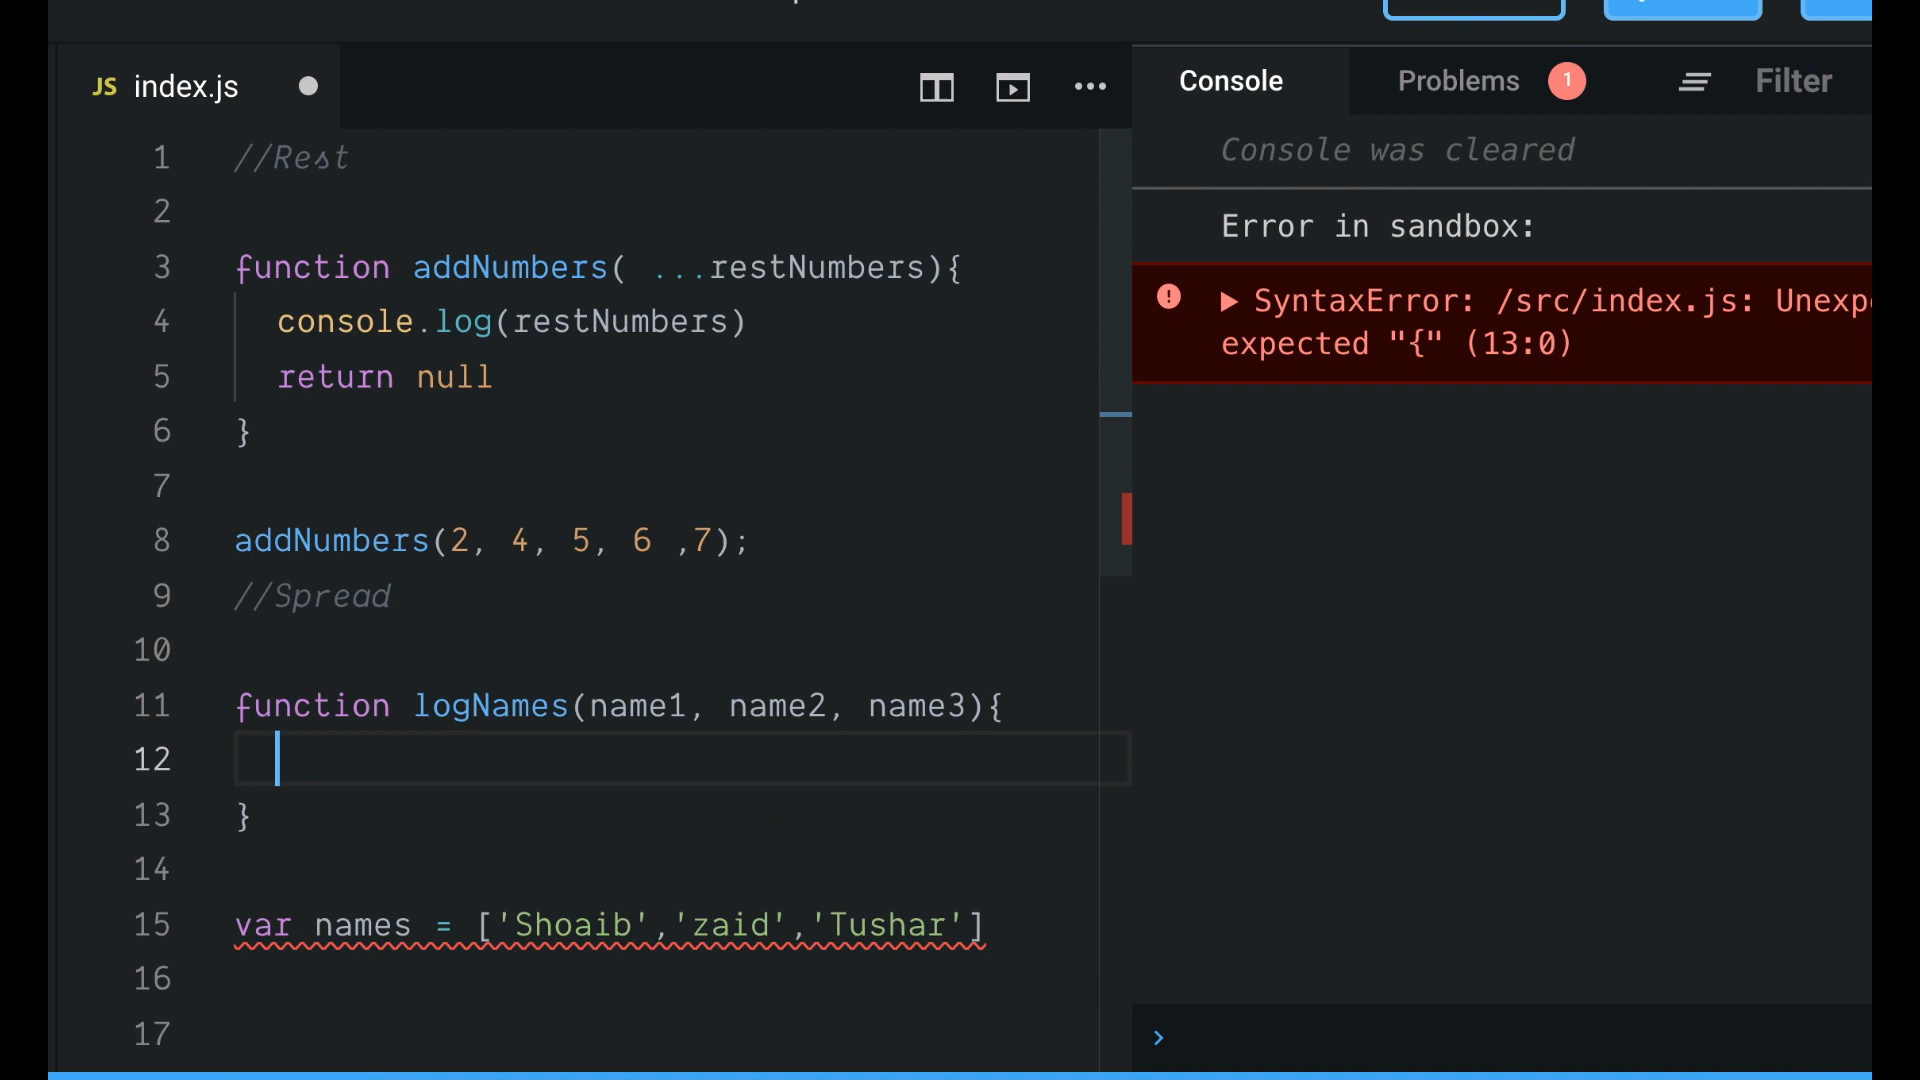 JS index.js
Console Problems 1 Filter
1 //Rest
2
3 function addNumbers( ...restNumbers){
4 console.log(restNumbers)
5 return null
6 }
7
8 addNumbers(2, 4, 5, 6 ,7);
9 //Spread
10
11 function logNames(name1, name2, name3){
12
13 }
14
15 var names = ['Shoaib','zaid','Tushar']
16
17
Console was cleared
Error in sandbox:
SyntaxError: /src/index.js: Unexpe
expected "{" (13:0)